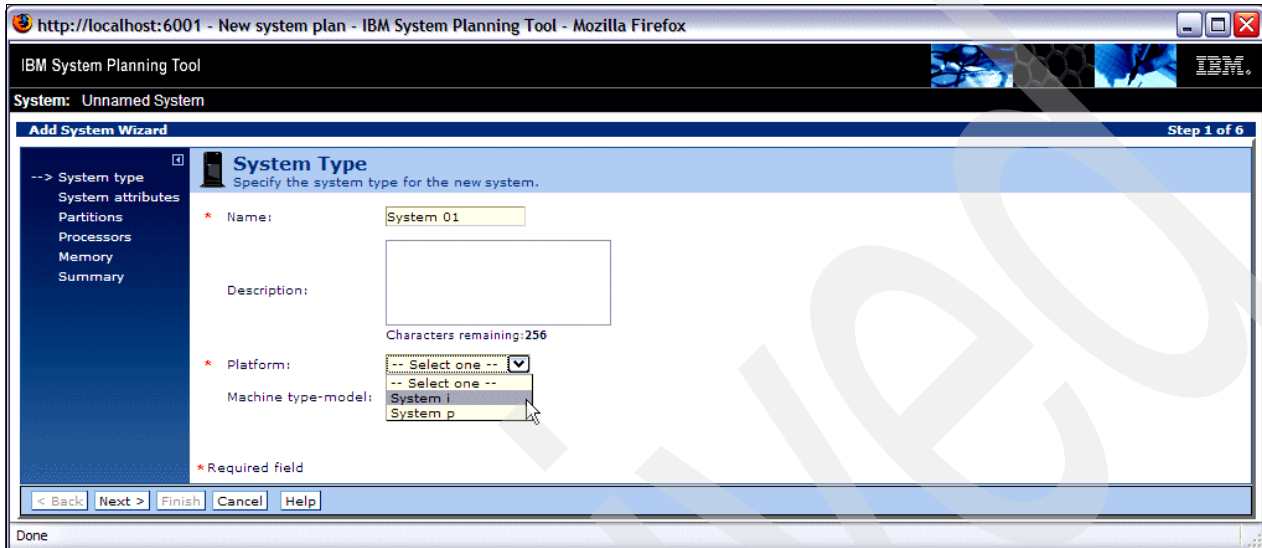 http://localhost:6001 - New system plan - IBM System Planning Tool - Mozilla Firefox
IBM System Planning Tool
IBM.
System: Unnamed System
Add System Wizard Step 1 of 6
--> System type
System attributes
Partitions
Processors
Memory
Summary
System Type
Specify the system type for the new system.
* Name: System 01
Description:
Characters remaining:256
* Platform: -- Select one --
-- Select one --
Machine type-model: System i
System p
* Required field
< Back Next > Finish Cancel Help
Done